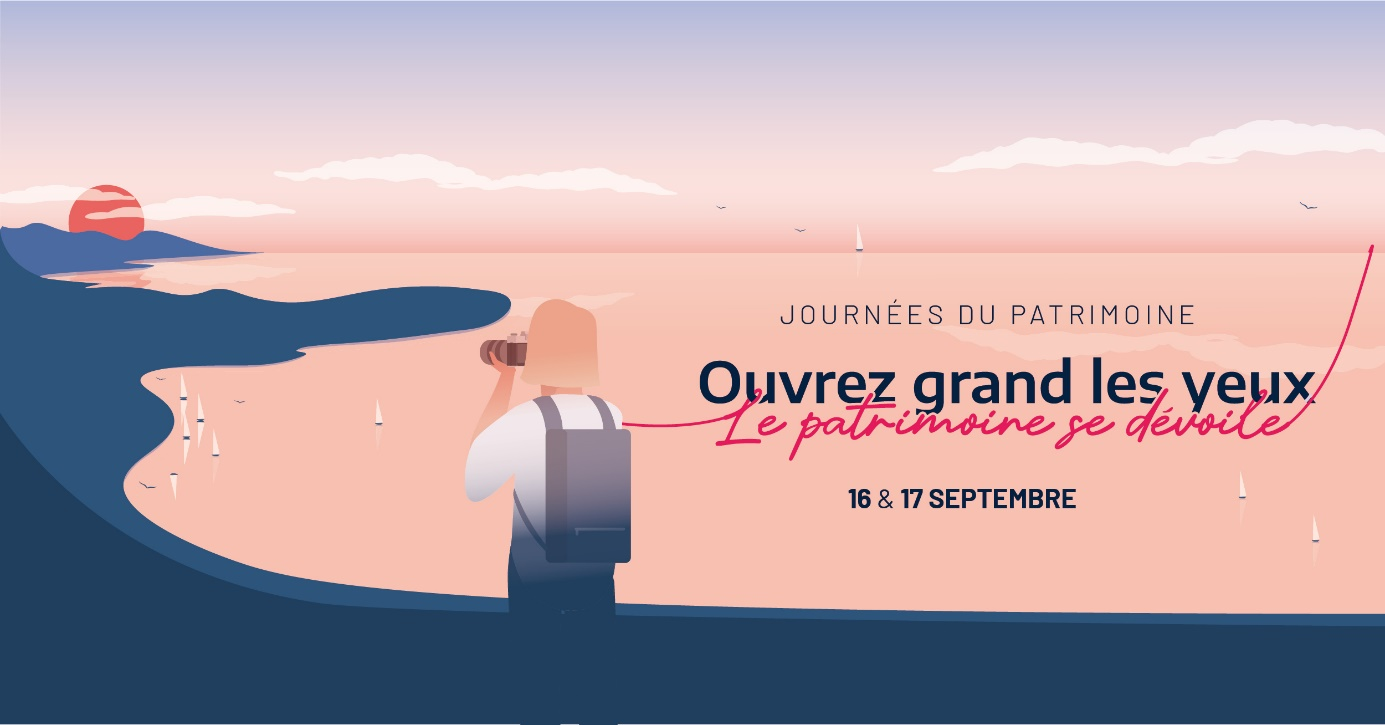 JOURNÉES DU PATRIMOINE
Ouvrez grand les yeux
Le patrimoine se dévoile
16 & 17 SEPTEMBRE